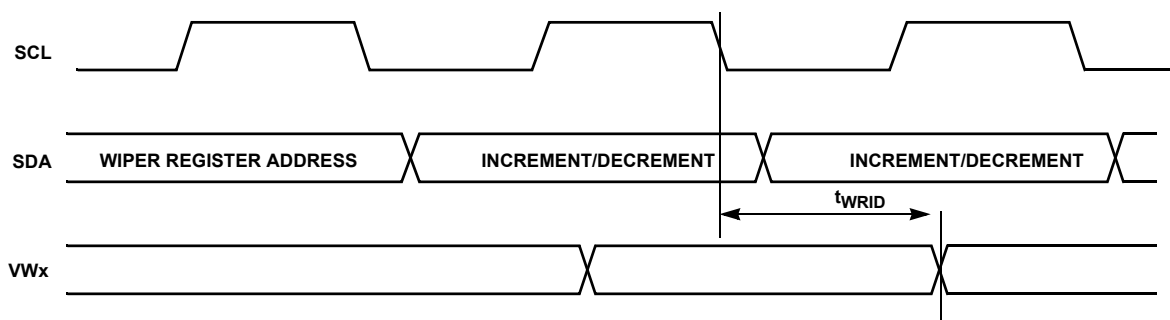 SCL
SDA WIPER REGISTER ADDRESS INCREMENT/DECREMENT INCREMENT/DECREMENT
tWRID
VWx